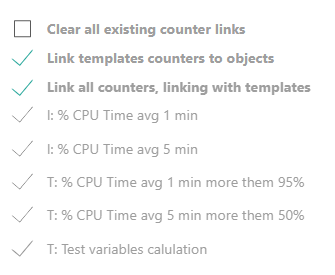 Clear all existing counter links
Link templates counters to objects
Link all counters, linking with templates
I: % CPU Time avg 1 min
I: % CPU Time avg 5 min
T: % CPU Time avg 1 min more them 95%
T: % CPU Time avg 5 min more them 50%
T: Test variables calulation